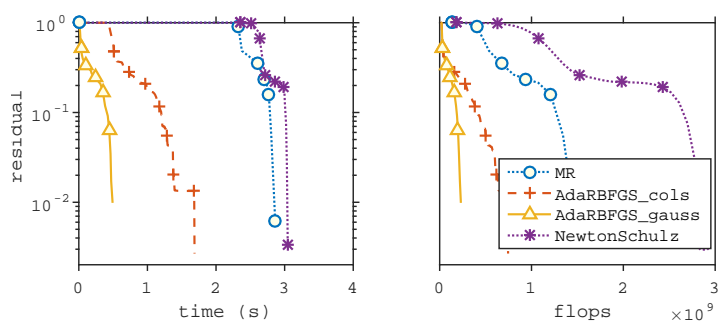 residual
10^0
10^-1
10^-2
0
1
2
3
4
time (s)
0
1
2
3
flops
×10^9
MR
AdaRBFGS_cols
AdaRBFGS_gauss
NewtonSchulz